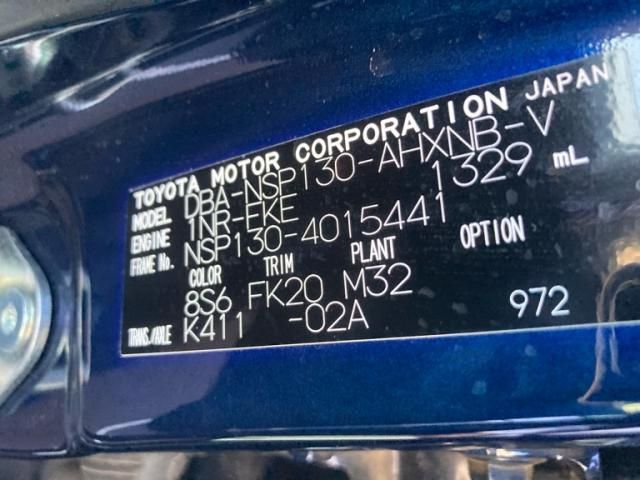 TOYOTA MOTOR CORPORATION JAPAN
MODEL DBA-NSP130-AHXNB-V
ENGINE 1NR-FKE 1329 mL
FRAME No. NSP130-4015441
COLOR TRIM PLANT OPTION
8S6 FK20 M32
TRANS./AXLE K411 -02A 972